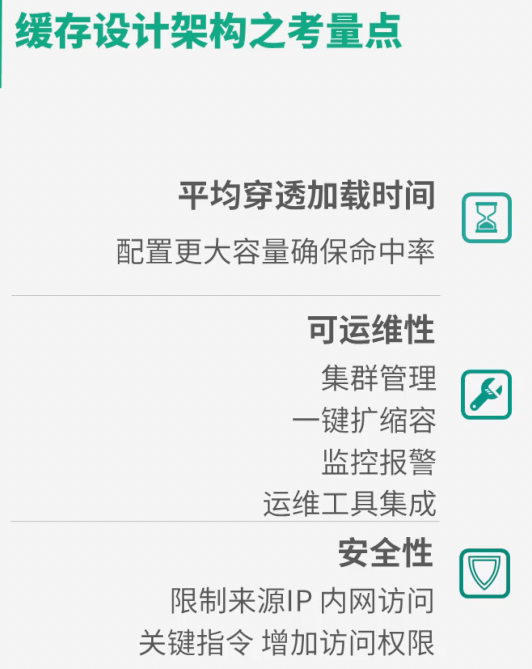 缓存设计架构之考量点
平均穿透加载时间
配置更大容量确保命中率
可运维性
集群管理
一键扩缩容
监控报警
运维工具集成
安全性
限制来源IP 内网访问
关键指令 增加访问权限